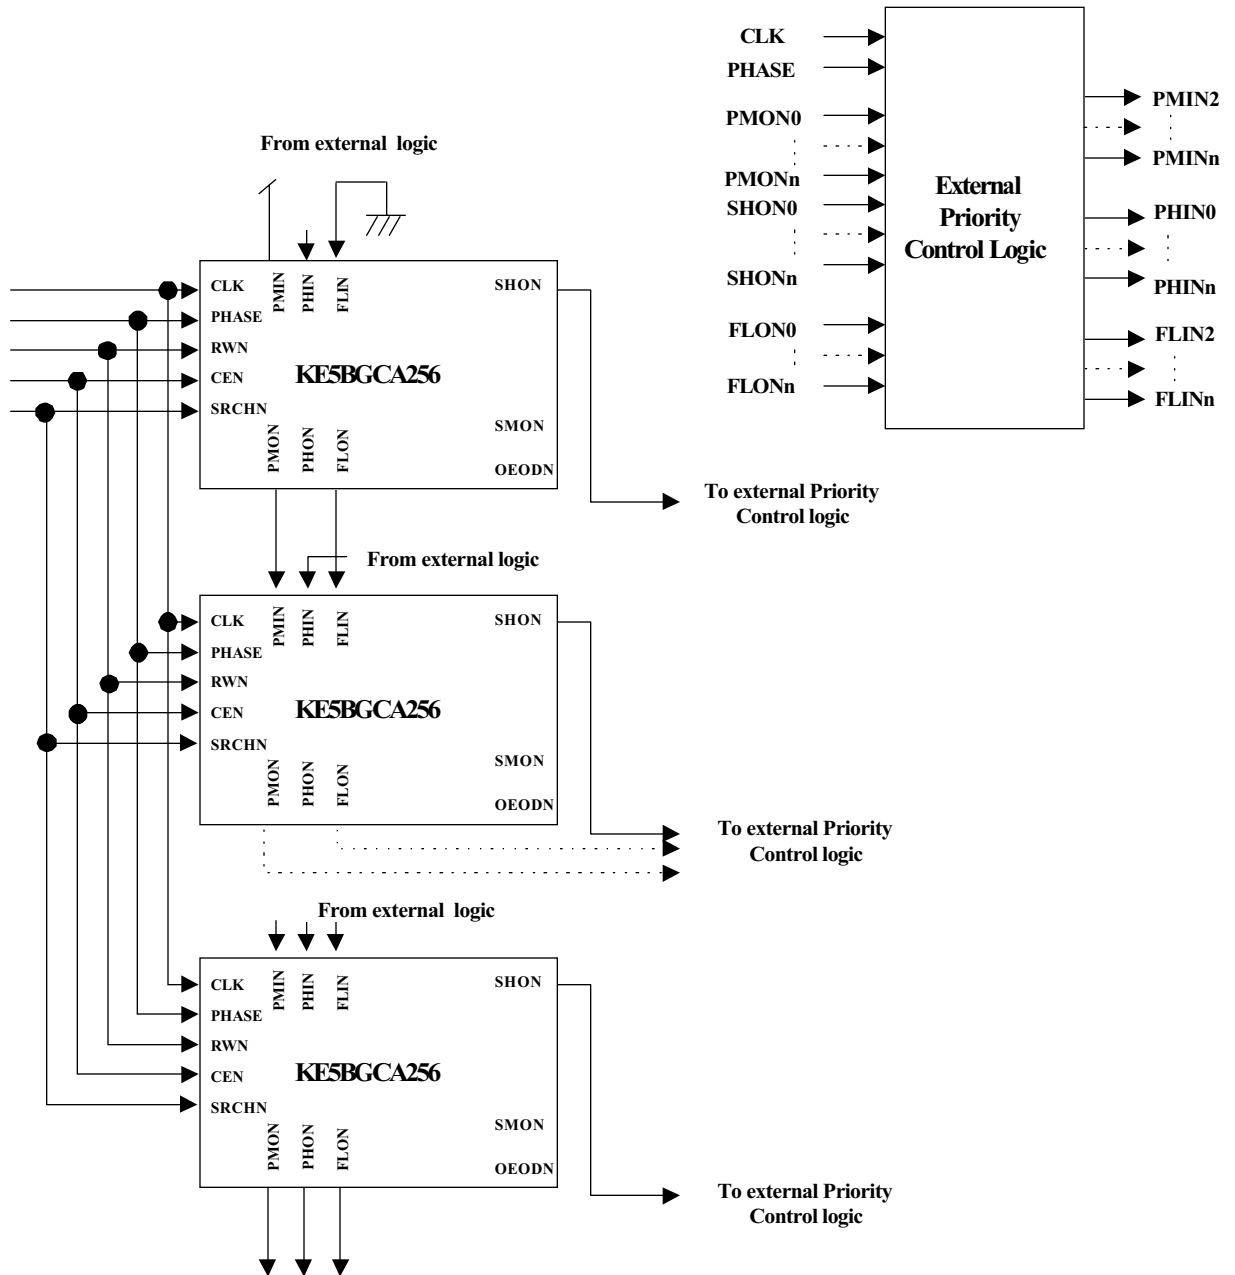 CLK
PHASE
PMON0
PMONn
SHON0
SHONn
FLON0
FLONn
External
Priority
Control Logic
PMIN2
PMINn
PHIN0
PHINn
FLIN2
FLINn
From external logic
CLK
PHASE
RWN
CEN
SRCHN
PMIN
PHIN
FLIN
SHON
KE5BGCA256
PMON
PHON
FLON
SMON
OEODN
To external Priority
Control logic
From external logic
CLK
PHASE
RWN
CEN
SRCHN
PMIN
PHIN
FLIN
SHON
KE5BGCA256
PMON
PHON
FLON
SMON
OEODN
To external Priority
Control logic
From external logic
CLK
PHASE
RWN
CEN
SRCHN
PMIN
PHIN
FLIN
SHON
KE5BGCA256
PMON
PHON
FLON
SMON
OEODN
To external Priority
Control logic